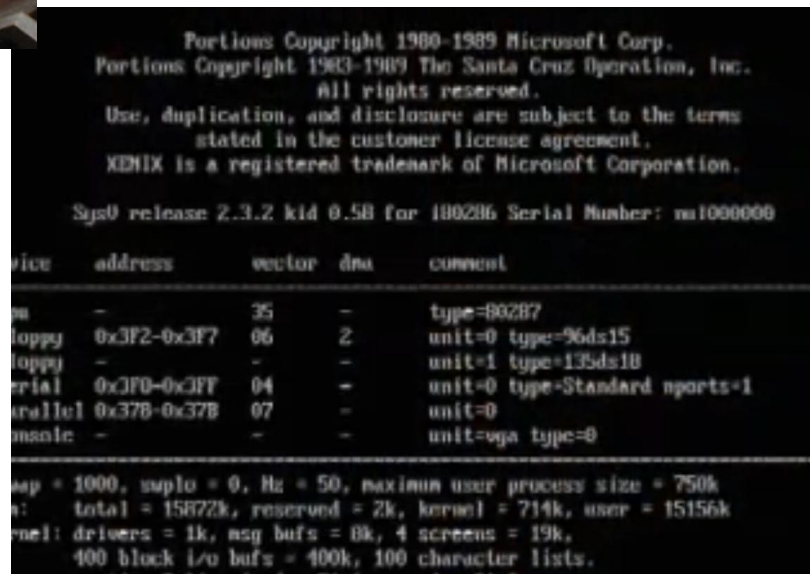 Portions Copyright 1980-1989 Microsoft Corp.
Portions Copyright 1983-1989 The Santa Cruz Operation, Inc.
All rights reserved.
Use, duplication, and disclosure are subject to the terms
stated in the customer license agreement.
XENIX is a registered trademark of Microsoft Corporation.
SysV release 2.3.2 kid 0.58 for i80286 Serial Number:
vice address vector dma comment
- 35 - type=80287
loppy 0x3F2-0x3F7 06 2 unit=0 type=96ds15
loppy - - - unit=1 type=135ds18
erial 0x3F8-0x3FF 04 - unit=0 type=Standard nports=1
rallel 0x378-0x37B 07 - unit=0
onsole - - - unit=vga type=0
ap = 1000, swplo = 0, Hz = 50, maximum user process size = 750k
total = 15872k, reserved = 2k, kernel = 714k, user = 15156k
nel: drivers = 1k, msg bufs = 8k, 4 screens = 19k,
400 block i/o bufs = 400k, 100 character lists.